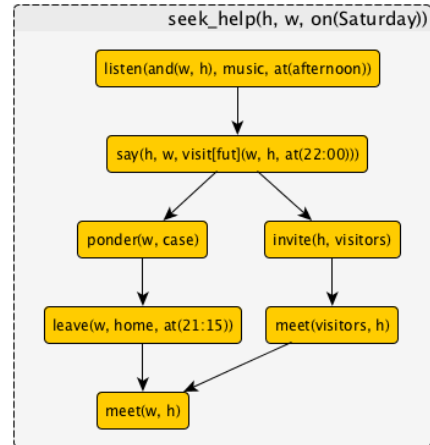 seek_help(h, w, on(Saturday))
listen(and(w, h), music, at(afternoon))
say(h, w, visit[fut](w, h, at(22:00)))
ponder(w, case)
invite(h, visitors)
leave(w, home, at(21:15))
meet(visitors, h)
meet(w, h)